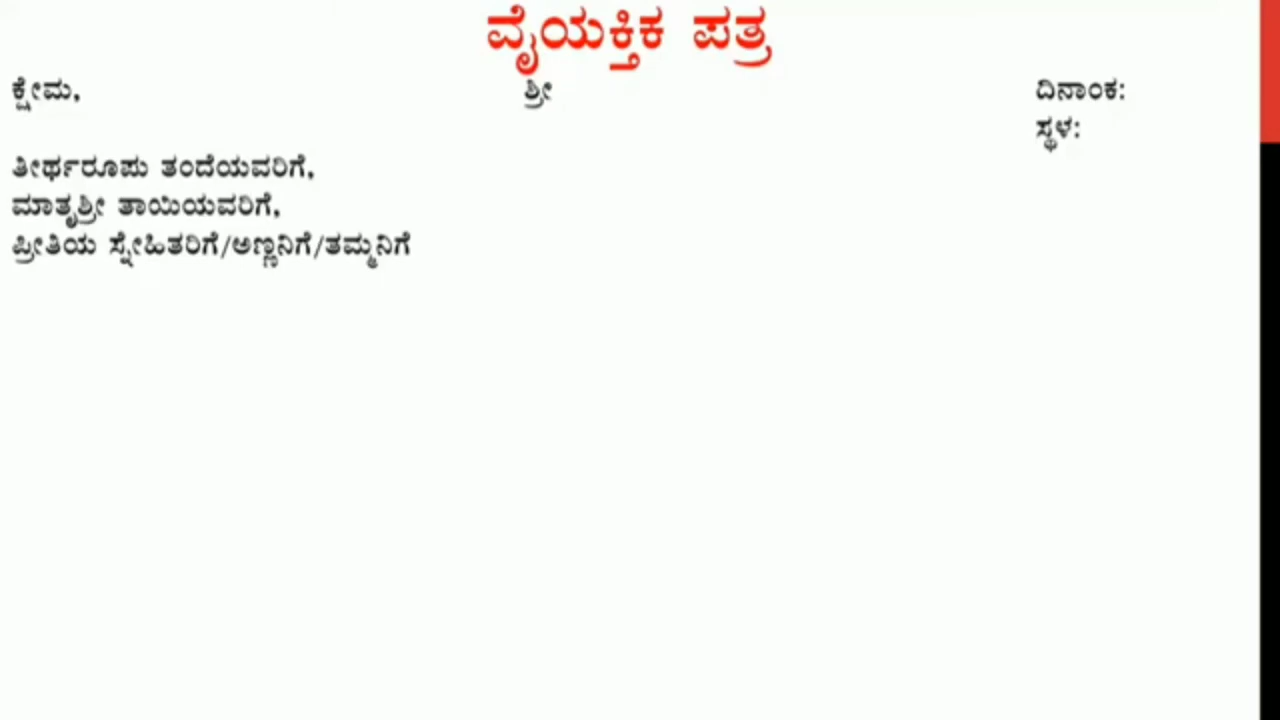 ವೈಯಕ್ತಿಕ ಪತ್ರ
ಕ್ಷೇಮ, ಶ್ರೀ ದಿನಾಂಕ:
ಸ್ಥಳ:
ತೀರ್ಥರೂಪು ತಂದೆಯವರಿಗೆ,
ಮಾತೃಶ್ರೀ ತಾಯಿಯವರಿಗೆ,
ಪ್ರೀತಿಯ ಸ್ನೇಹಿತರಿಗೆ/ಅಣ್ಣನಿಗೆ/ತಮ್ಮನಿಗೆ